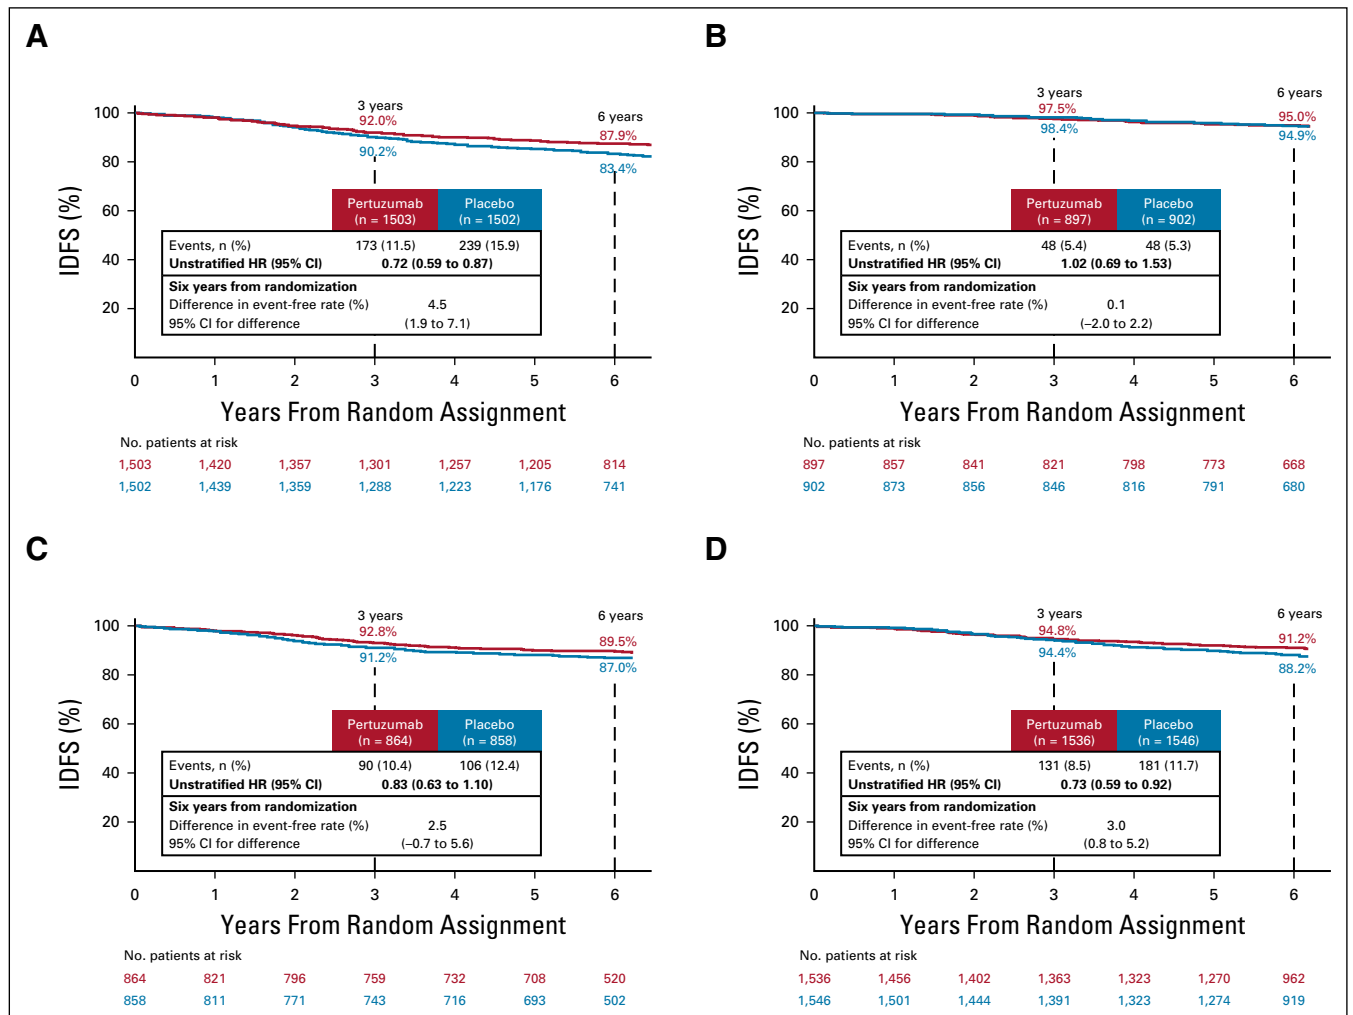 A
3 years
92.0%
90.2%
6 years
87.9%
83.4%
100
80
60
40
20
IDFS (%)
Pertuzumab Placebo
(n = 1503) (n = 1502)
Events, n (%) 173 (11.5) 239 (15.9)
Unstratified HR (95% CI) 0.72 (0.59 to 0.87)
Six years from randomization
Difference in event-free rate (%) 4.5
95% CI for difference (1.9 to 7.1)
0 1 2 3 4 5 6
Years From Random Assignment
No. patients at risk
1,503 1,420 1,357 1,301 1,257 1,205 814
1,502 1,439 1,359 1,288 1,223 1,176 741
B
3 years
97.5%
98.4%
6 years
95.0%
94.9%
100
80
60
40
20
IDFS (%)
Pertuzumab Placebo
(n = 897) (n = 902)
Events, n (%) 48 (5.4) 48 (5.3)
Unstratified HR (95% CI) 1.02 (0.69 to 1.53)
Six years from randomization
Difference in event-free rate (%) 0.1
95% CI for difference (–2.0 to 2.2)
0 1 2 3 4 5 6
Years From Random Assignment
No. patients at risk
897 857 841 821 798 773 668
902 873 856 846 816 791 680
C
3 years
92.8%
91.2%
6 years
89.5%
87.0%
100
80
60
40
20
IDFS (%)
Pertuzumab Placebo
(n = 864) (n = 858)
Events, n (%) 90 (10.4) 106 (12.4)
Unstratified HR (95% CI) 0.83 (0.63 to 1.10)
Six years from randomization
Difference in event-free rate (%) 2.5
95% CI for difference (–0.7 to 5.6)
0 1 2 3 4 5 6
Years From Random Assignment
No. patients at risk
864 821 796 759 732 708 520
858 811 771 743 716 693 502
D
3 years
94.8%
94.4%
6 years
91.2%
88.2%
100
80
60
40
20
IDFS (%)
Pertuzumab Placebo
(n = 1536) (n = 1546)
Events, n (%) 131 (8.5) 181 (11.7)
Unstratified HR (95% CI) 0.73 (0.59 to 0.92)
Six years from randomization
Difference in event-free rate (%) 3.0
95% CI for difference (0.8 to 5.2)
0 1 2 3 4 5 6
Years From Random Assignment
No. patients at risk
1,536 1,456 1,402 1,363 1,323 1,270 962
1,546 1,501 1,444 1,391 1,323 1,274 919